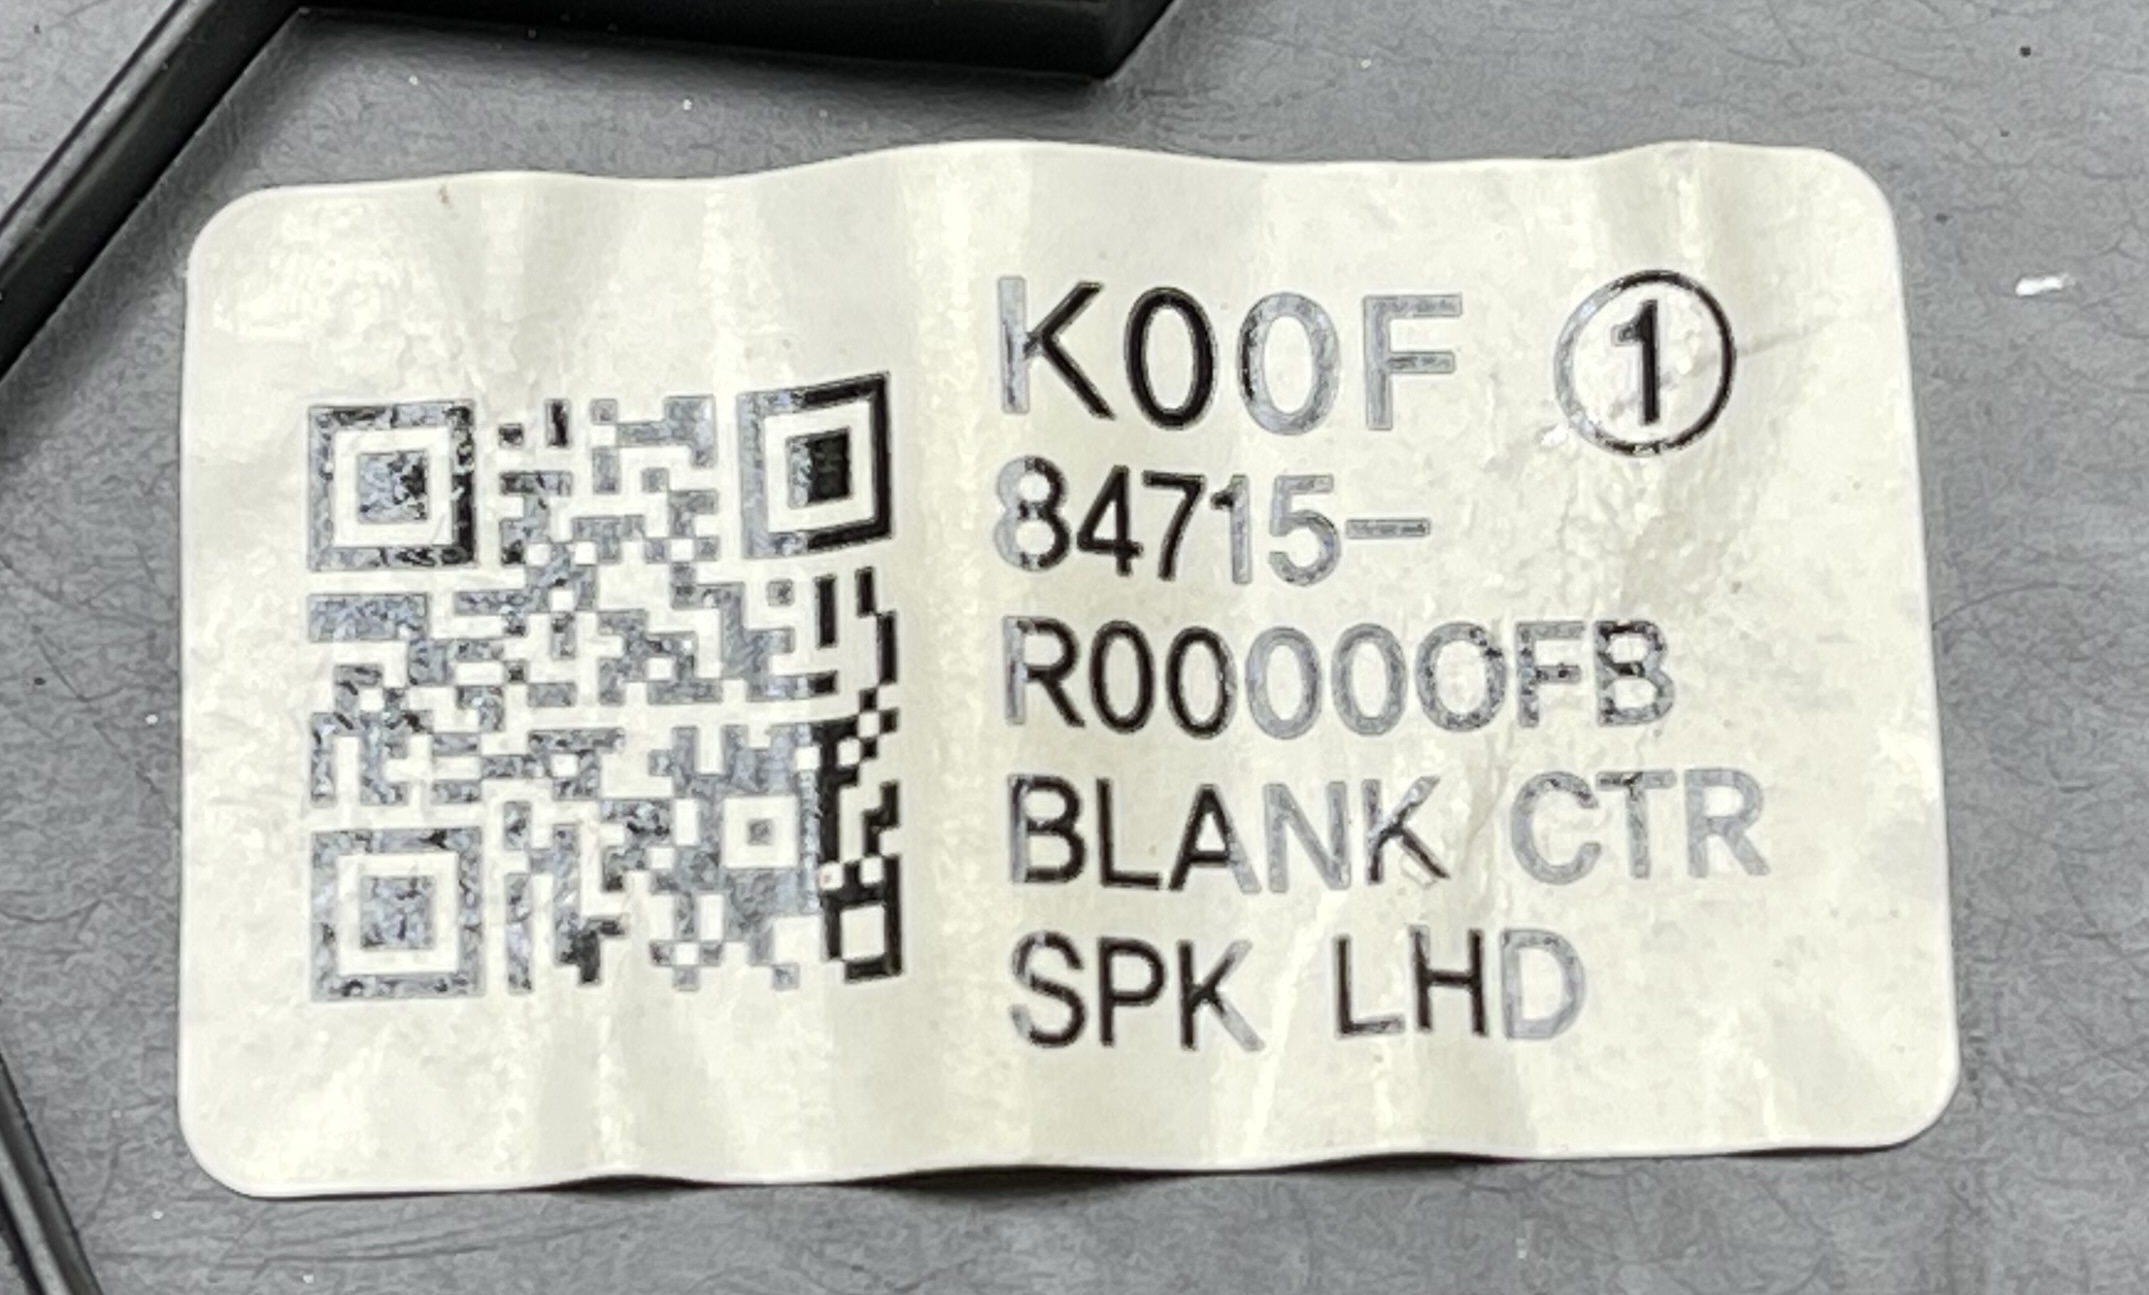 K00F ①
84715-
R0000OFB
BLANK CTR
SPK LHD